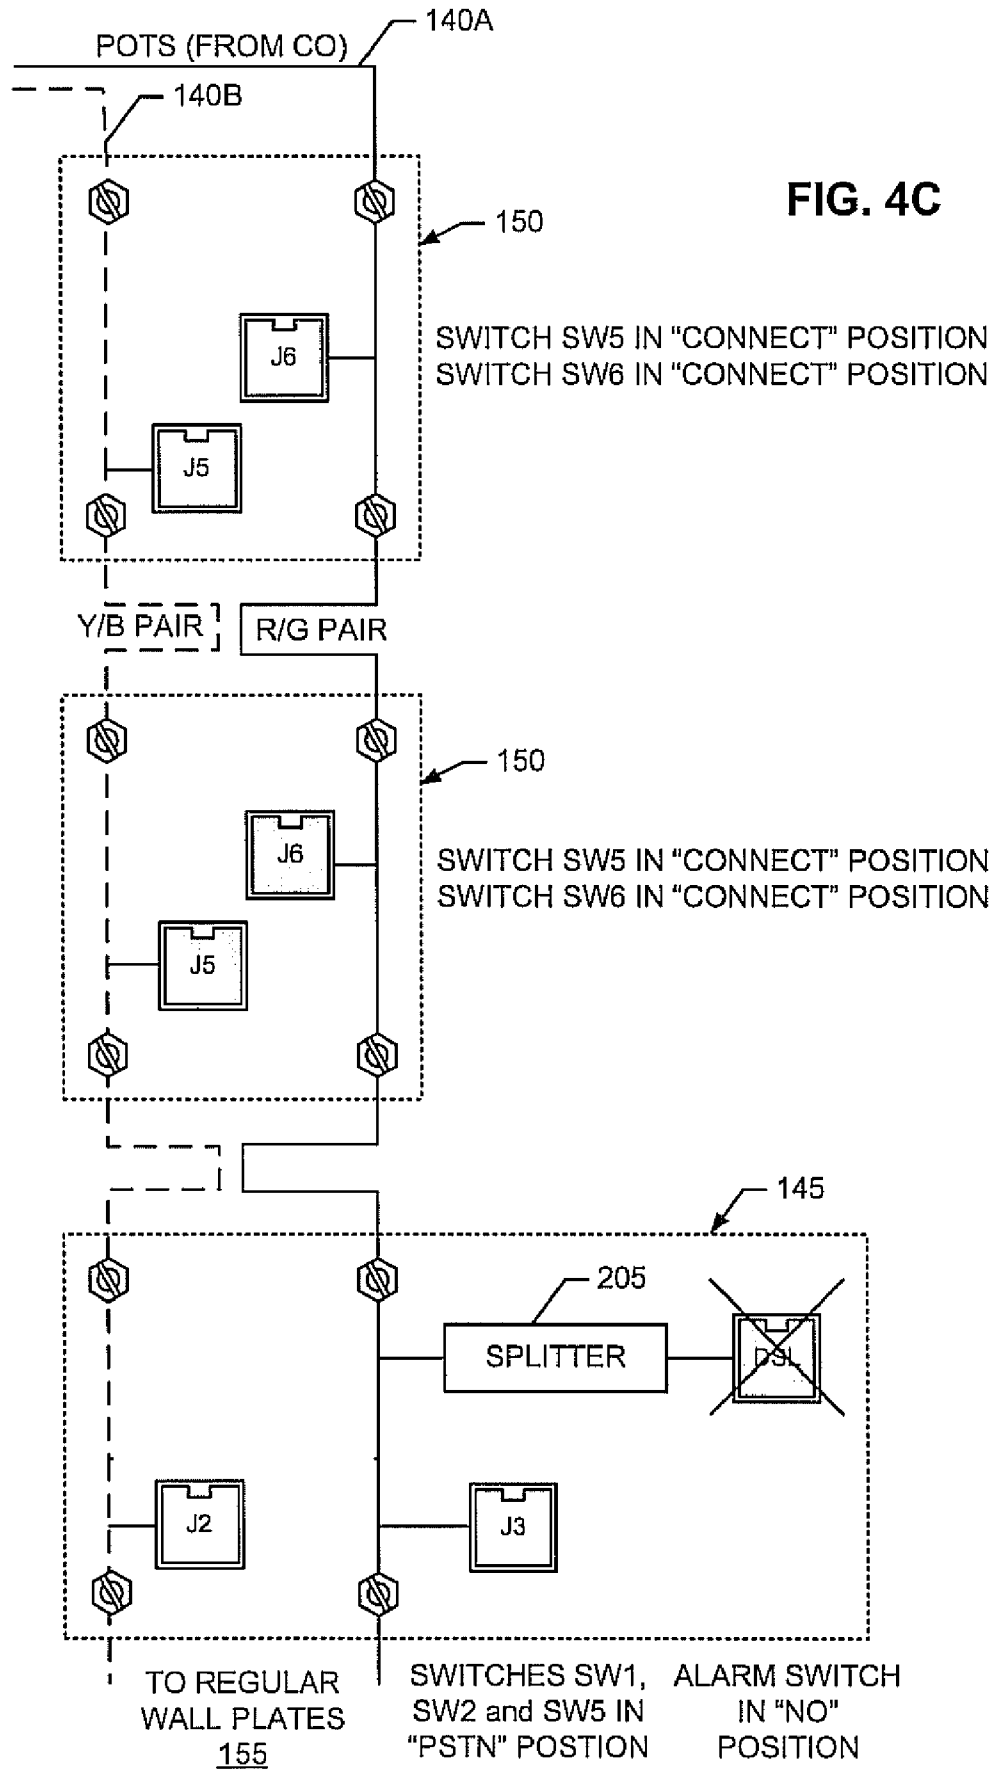 140A
POTS (FROM CO)
140B
FIG. 4C
150
SWITCH SW5 IN "CONNECT" POSITION
SWITCH SW6 IN "CONNECT" POSITION
J6
J5
Y/B PAIR
R/G PAIR
150
SWITCH SW5 IN "CONNECT" POSITION
SWITCH SW6 IN "CONNECT" POSITION
J6
J5
145
205
SPLITTER
DSL
J2
J3
TO REGULAR
WALL PLATES
155
SWITCHES SW1,
SW2 and SW5 IN
"PSTN" POSTION
ALARM SWITCH
IN "NO"
POSITION